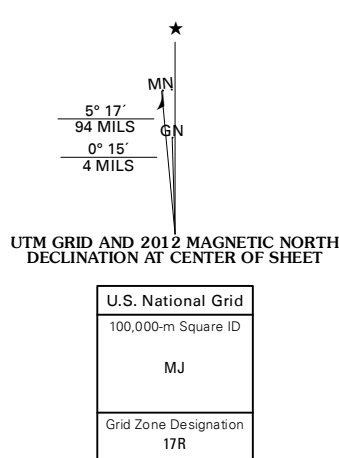 ★
MN
5° 17´
94 MILS
GN
0° 15´
4 MILS
UTM GRID AND 2012 MAGNETIC NORTH
DECLINATION AT CENTER OF SHEET
U.S. National Grid
100,000-m Square ID
MJ
Grid Zone Designation
17R